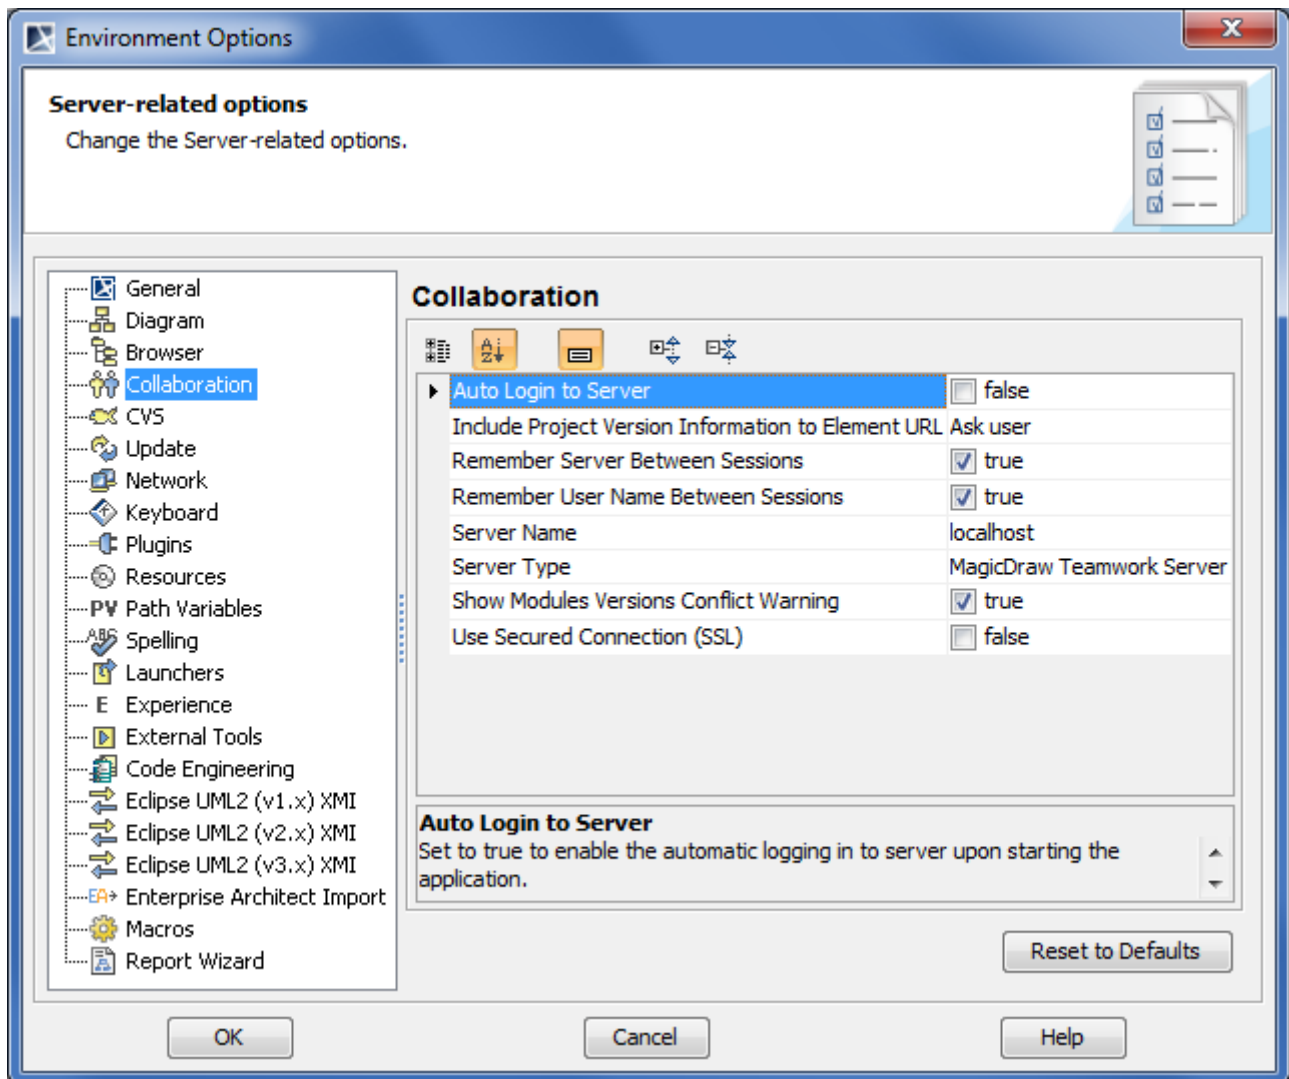 Environment Options
Server-related options
Change the Server-related options.
General
Diagram
Browser
Collaboration
CVS
Update
Network
Keyboard
Plugins
Resources
PV Path Variables
ABC Spelling
Launchers
E Experience
External Tools
Code Engineering
Eclipse UML2 (v1.x) XMI
Eclipse UML2 (v2.x) XMI
Eclipse UML2 (v3.x) XMI
EA Enterprise Architect Import
Macros
Report Wizard
Collaboration
A
Z
Auto Login to Server false
Include Project Version Information to Element URL Ask user
Remember Server Between Sessions true
Remember User Name Between Sessions true
Server Name localhost
Server Type MagicDraw Teamwork Server
Show Modules Versions Conflict Warning true
Use Secured Connection (SSL) false
Auto Login to Server
Set to true to enable the automatic logging in to server upon starting the
application.
Reset to Defaults
OK Cancel Help